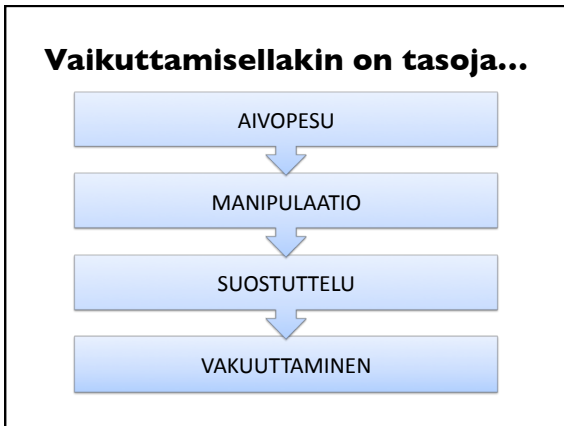 Vaikuttamisellakin on tasoja...
AIVOPESU
MANIPULAATIO
SUOSTUTTELU
VAKUUTTAMINEN